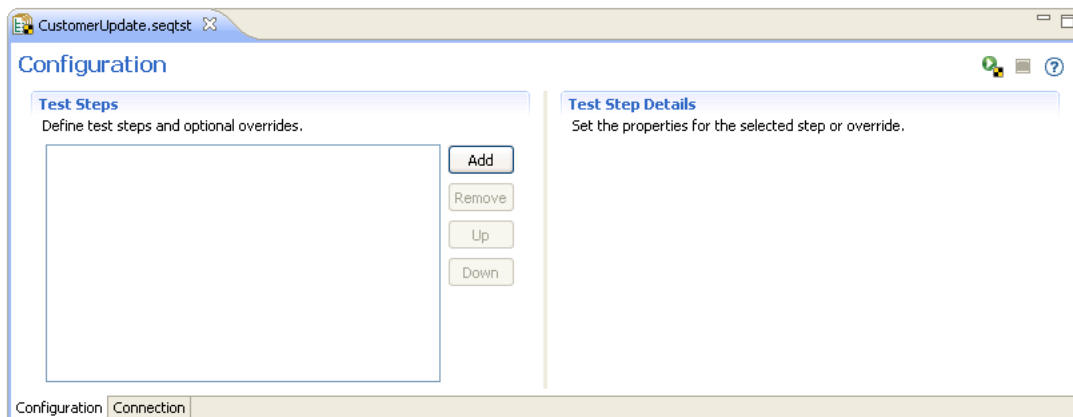 CustomerUpdate.seqtst
Configuration
Test Steps
Define test steps and optional overrides.
Add
Remove
Up
Down
Test Step Details
Set the properties for the selected step or override.
Configuration
Connection